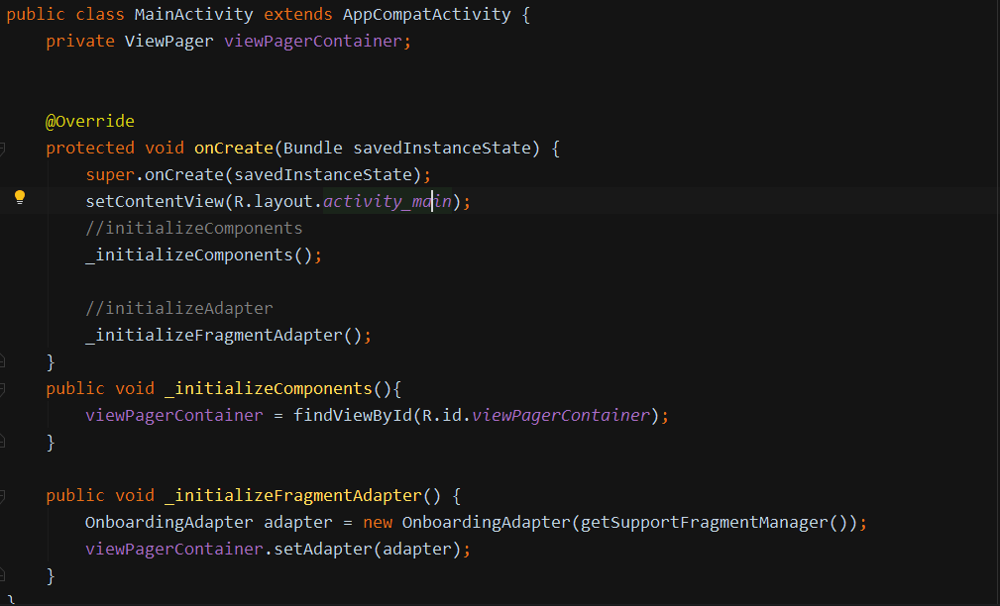 public class MainActivity extends AppCompatActivity {
    private ViewPager viewPagerContainer;
    @Override
    protected void onCreate(Bundle savedInstanceState) {
        super.onCreate(savedInstanceState);
        setContentView(R.layout.activity_main);
        //initializeComponents
        _initializeComponents();
        //initializeAdapter
        _initializeFragmentAdapter();
    }
    public void _initializeComponents(){
        viewPagerContainer = findViewById(R.id.viewPagerContainer);
    }
    public void _initializeFragmentAdapter() {
        OnboardingAdapter adapter = new OnboardingAdapter(getSupportFragmentManager());
        viewPagerContainer.setAdapter(adapter);
    }
}